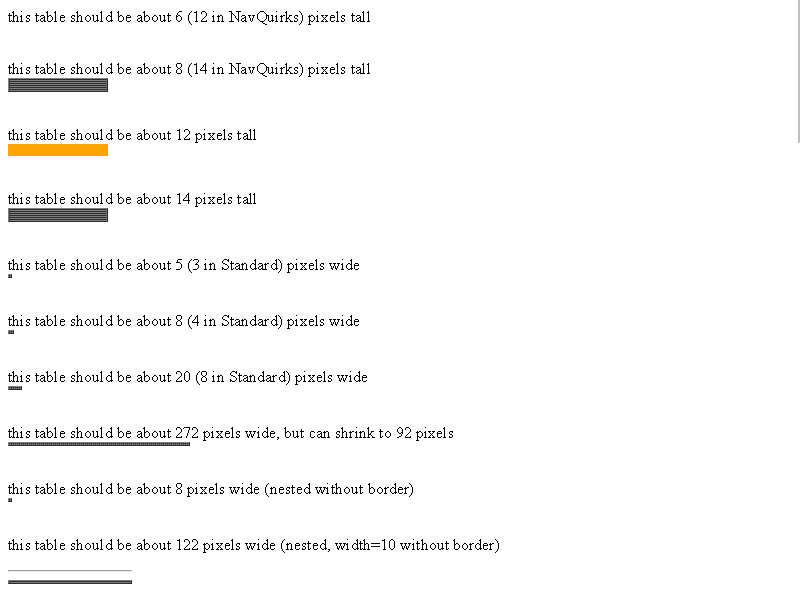 this table should be about 6 (12 in NavQuirks) pixels tall
this table should be about 8 (14 in NavQuirks) pixels tall
this table should be about 12 pixels tall
this table should be about 14 pixels tall
this table should be about 5 (3 in Standard) pixels wide
this table should be about 8 (4 in Standard) pixels wide
this table should be about 20 (8 in Standard) pixels wide
this table should be about 272 pixels wide, but can shrink to 92 pixels
this table should be about 8 pixels wide (nested without border)
this table should be about 122 pixels wide (nested, width=10 without border)